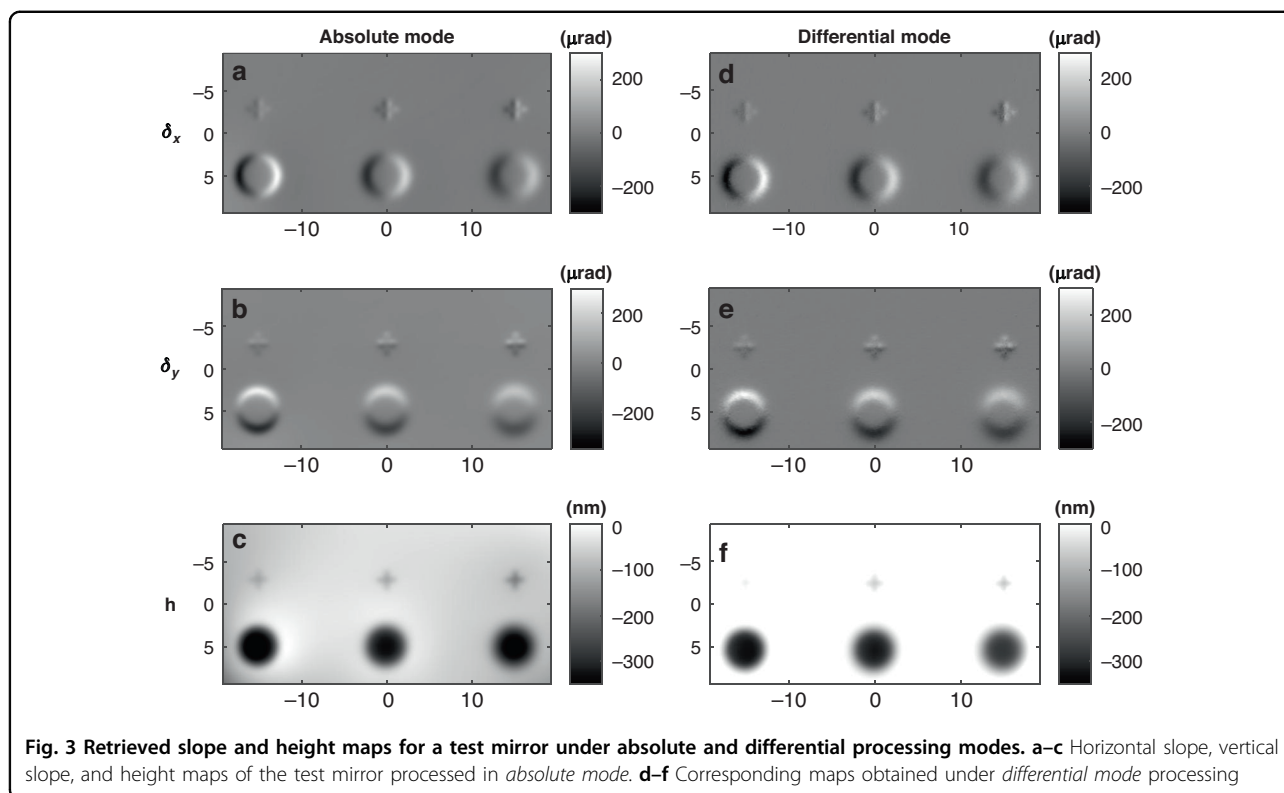 Absolute mode
(μrad)
Differential mode
(μrad)
a
d
δx
−5
0
5
−10
0
10
200
0
−200
−5
0
5
−10
0
10
200
0
−200
(μrad)
(μrad)
b
e
δy
−5
0
5
−10
0
10
200
0
−200
−5
0
5
−10
0
10
200
0
−200
(nm)
(nm)
c
f
h
−5
0
5
−10
0
10
0
−100
−200
−300
−5
0
5
−10
0
10
0
−100
−200
−300
Fig. 3 Retrieved slope and height maps for a test mirror under absolute and differential processing modes. a–c Horizontal slope, vertical
slope, and height maps of the test mirror processed in absolute mode. d–f Corresponding maps obtained under differential mode processing